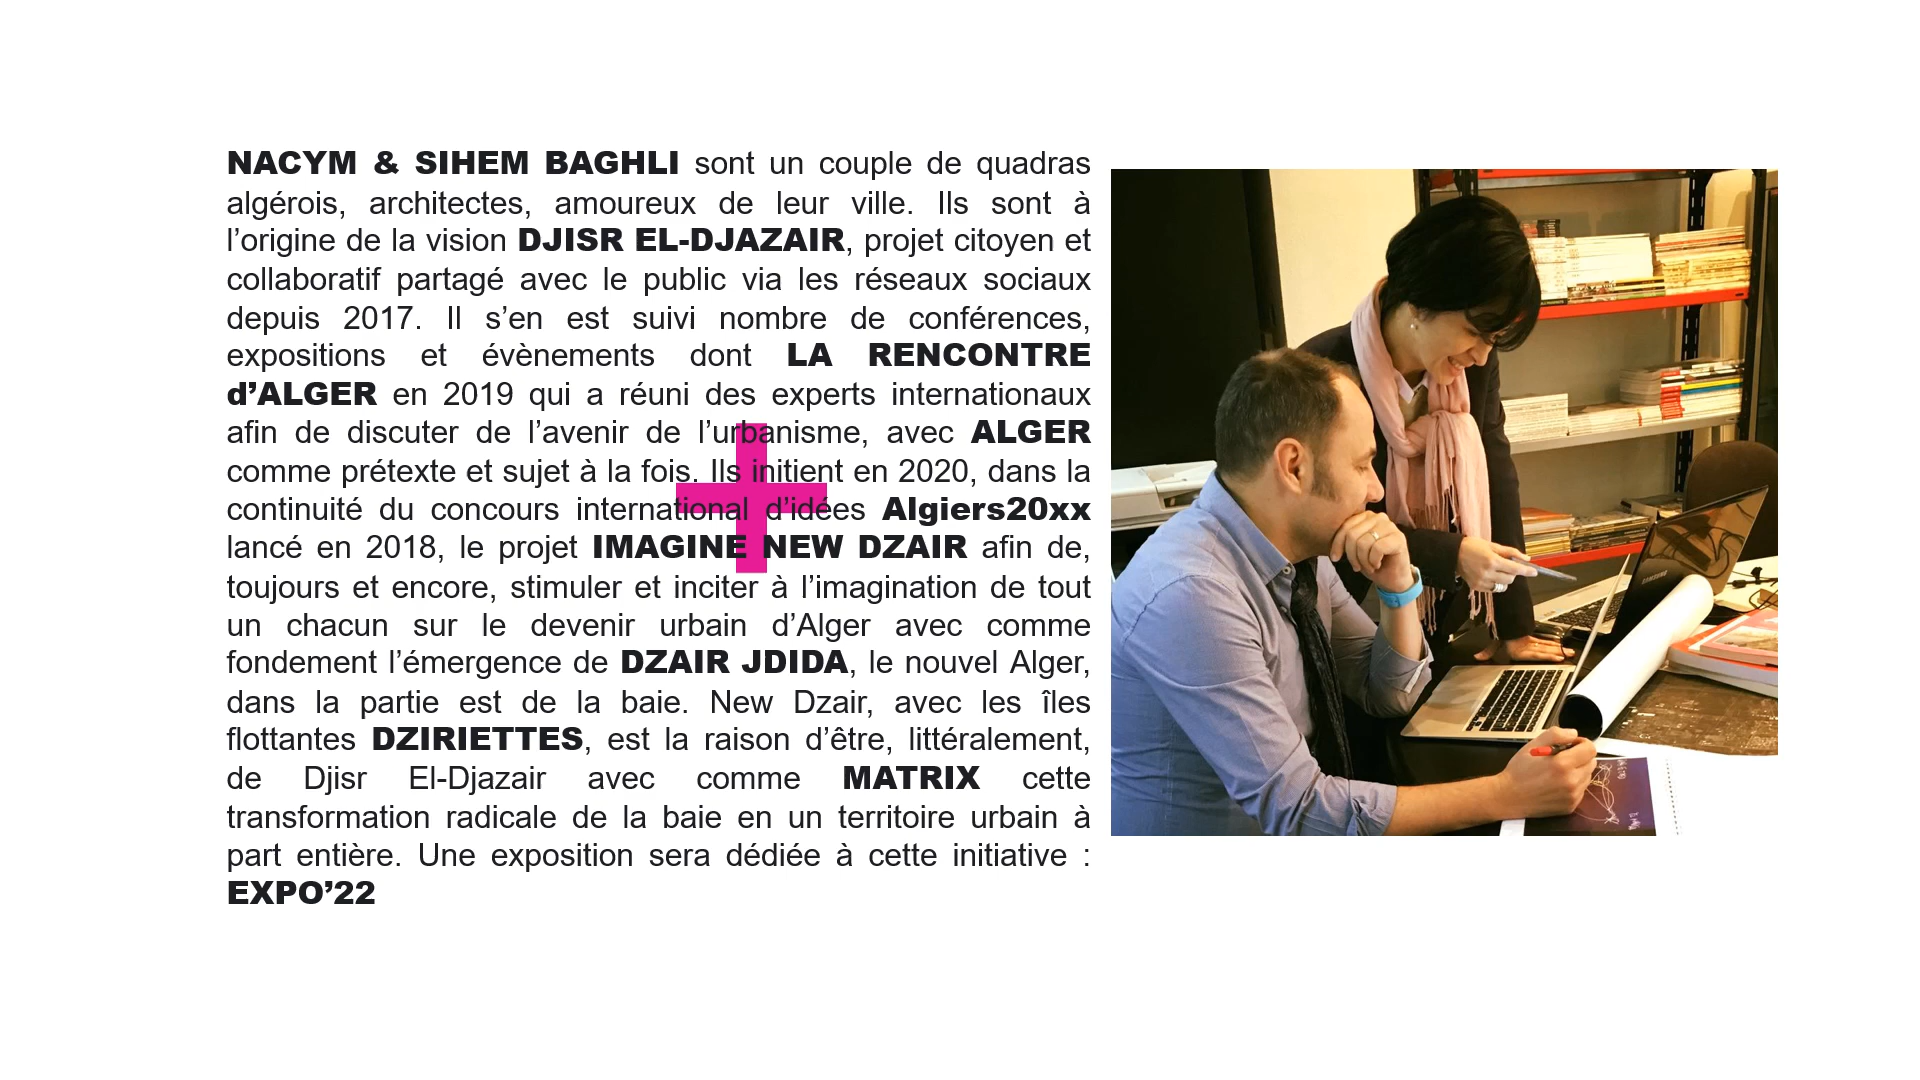 NACYM & SIHEM BAGHLI sont un couple de quadras
algérois, architectes, amoureux de leur ville. Ils sont à
l’origine de la vision DJISR EL-DJAZAIR, projet citoyen et
collaboratif partagé avec le public via les réseaux sociaux
depuis 2017. Il s’en est suivi nombre de conférences,
expositions et évènements dont LA RENCONTRE
d’ALGER en 2019 qui a réuni des experts internationaux
afin de discuter de l’avenir de l’urbanisme, avec ALGER
comme prétexte et sujet à la fois. Ils initient en 2020, dans la
continuité du concours international d’idées Algiers20xx
lancé en 2018, le projet IMAGINE NEW DZAIR afin de,
toujours et encore, stimuler et inciter à l’imagination de tout
un chacun sur le devenir urbain d’Alger avec comme
fondement l’émergence de DZAIR JDIDA, le nouvel Alger,
dans la partie est de la baie. New Dzair, avec les îles
flottantes DZIRIETTES, est la raison d’être, littéralement,
de Djisr El-Djazair avec comme MATRIX cette
transformation radicale de la baie en un territoire urbain à
part entière. Une exposition sera dédiée à cette initiative :
EXPO’22
SAMSUNG